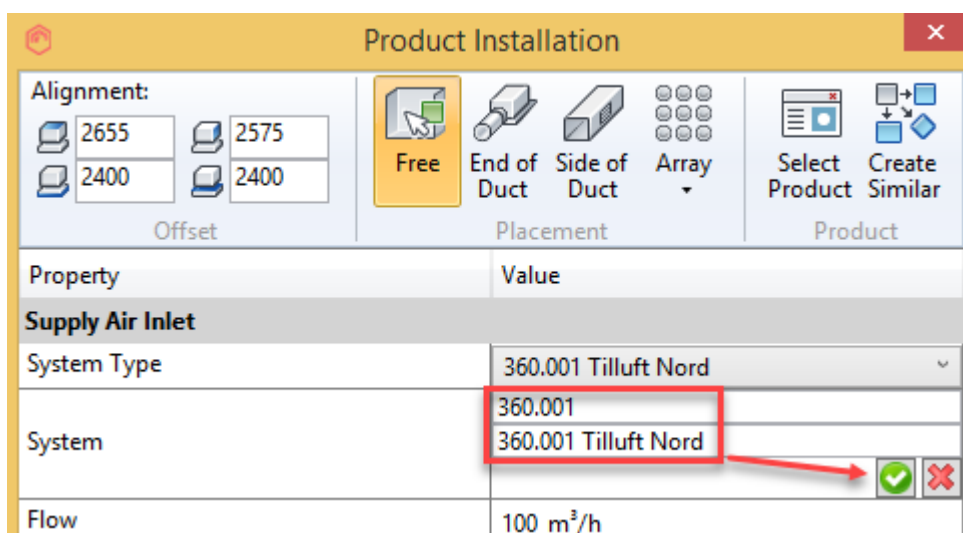 Product Installation
Alignment:
2655 2575
2400 2400
Offset
Free End of Duct Side of Duct Array
Placement
Select Product Create Similar
Product
Property Value
Supply Air Inlet
System Type 360.001 Tilluft Nord
360.001
System 360.001 Tilluft Nord
Flow 100 m³/h